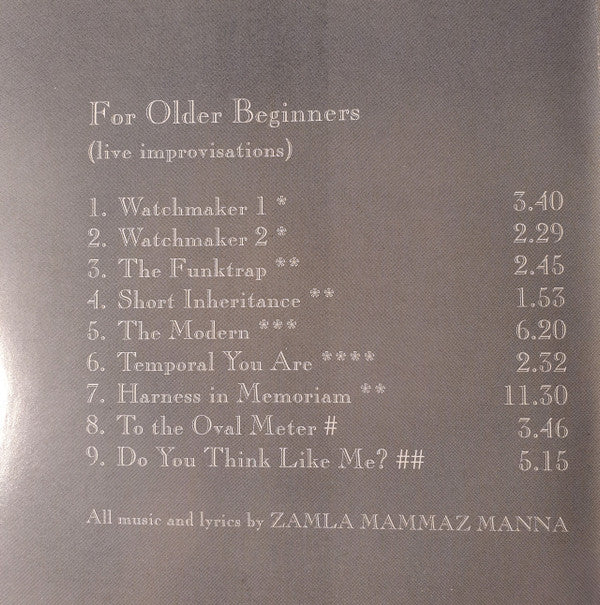 For Older Beginners
(live improvisations)
1. Watchmaker 1 * 3.40
2. Watchmaker 2 * 2.29
3. The Funktrap ** 2.45
4. Short Inheritance ** 1.53
5. The Modern *** 6.20
6. Temporal You Are **** 2.32
7. Harness in Memoriam ** 11.30
8. To the Oval Meter # 3.46
9. Do You Think Like Me? ## 5.15
All music and lyrics by ZAMLA MAMMAZ MANNA